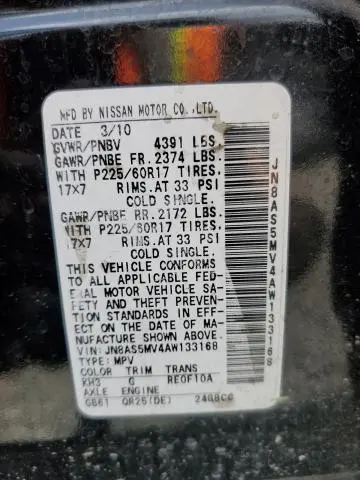 MFD BY NISSAN MOTOR CO.,LTD.
DATE 3/10
GVWR/PNBV 4391 LBS.
GAWR/PNBE FR. 2374 LBS.
WITH P225/60R17 TIRES,
17X7 RIMS.AT 33 PSI
COLD SINGLE.
GAWR/PNBE RR. 2172 LBS.
WITH P225/60R17 TIRES,
17X7 RIMS.AT 33 PSI
COLD SINGLE.
THIS VEHICLE CONFORMS
TO ALL APPLICABLE FED-
ERAL MOTOR VEHICLE SA-
FETY AND THEFT PREVEN-
TION STANDARDS IN EFF-
ECT ON THE DATE OF MA-
NUFACTURE SHOWN ABOVE.
VIN: JN8AS5MV4AW133168
TYPE: MPV
COLOR TRIM TRANS
KH3 G RE0F10A
AXLE ENGINE
GB61 QR25(DE) 2488CC
JN8AS5MV4AW133168